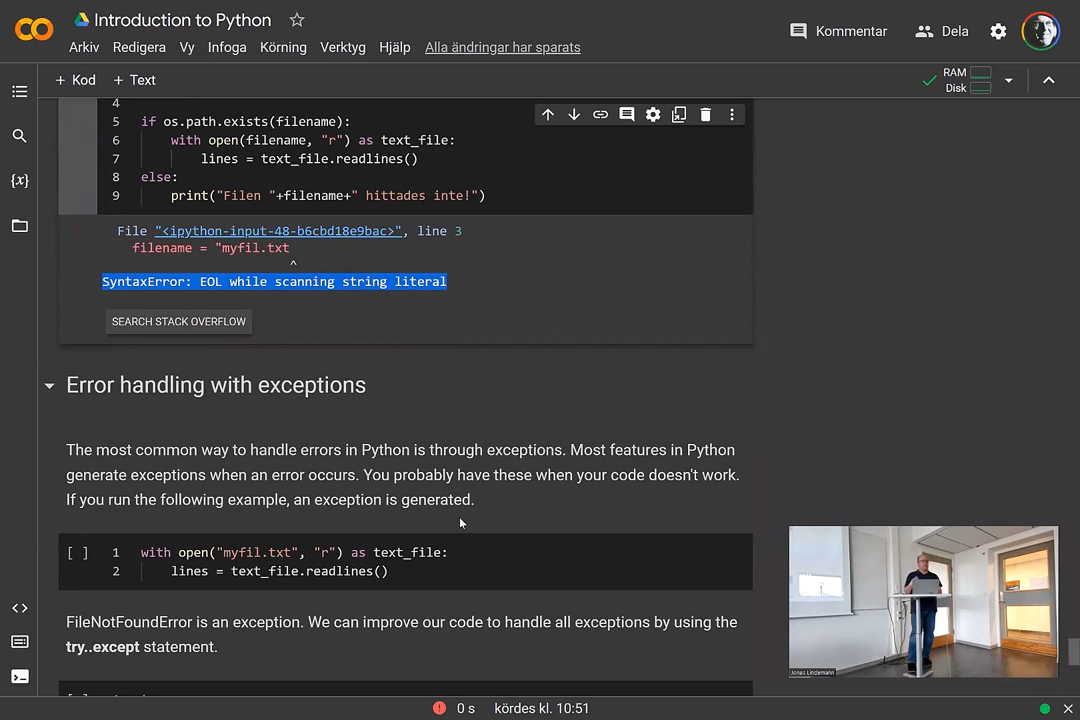 Introduction to Python
Arkiv Redigera Vy Infoga Körning Verktyg Hjälp Alla ändringar har sparats
Kommentar Dela
+ Kod + Text
RAM
Disk
4
5 if os.path.exists(filename):
6 with open(filename, "r") as text_file:
7 lines = text_file.readlines()
8 else:
9 print("Filen "+filename+" hittades inte!")
File "<ipython-input-48-b6cbd18e9bac>", line 3
filename = "myfil.txt
^
SyntaxError: EOL while scanning string literal
SEARCH STACK OVERFLOW
Error handling with exceptions
The most common way to handle errors in Python is through exceptions. Most features in Python
generate exceptions when an error occurs. You probably have these when your code doesn't work.
If you run the following example, an exception is generated.
[ ] 1 with open("myfil.txt", "r") as text_file:
2 lines = text_file.readlines()
FileNotFoundError is an exception. We can improve our code to handle all exceptions by using the
try..except statement.
Jonas Lindemann
0 s kördes kl. 10:51